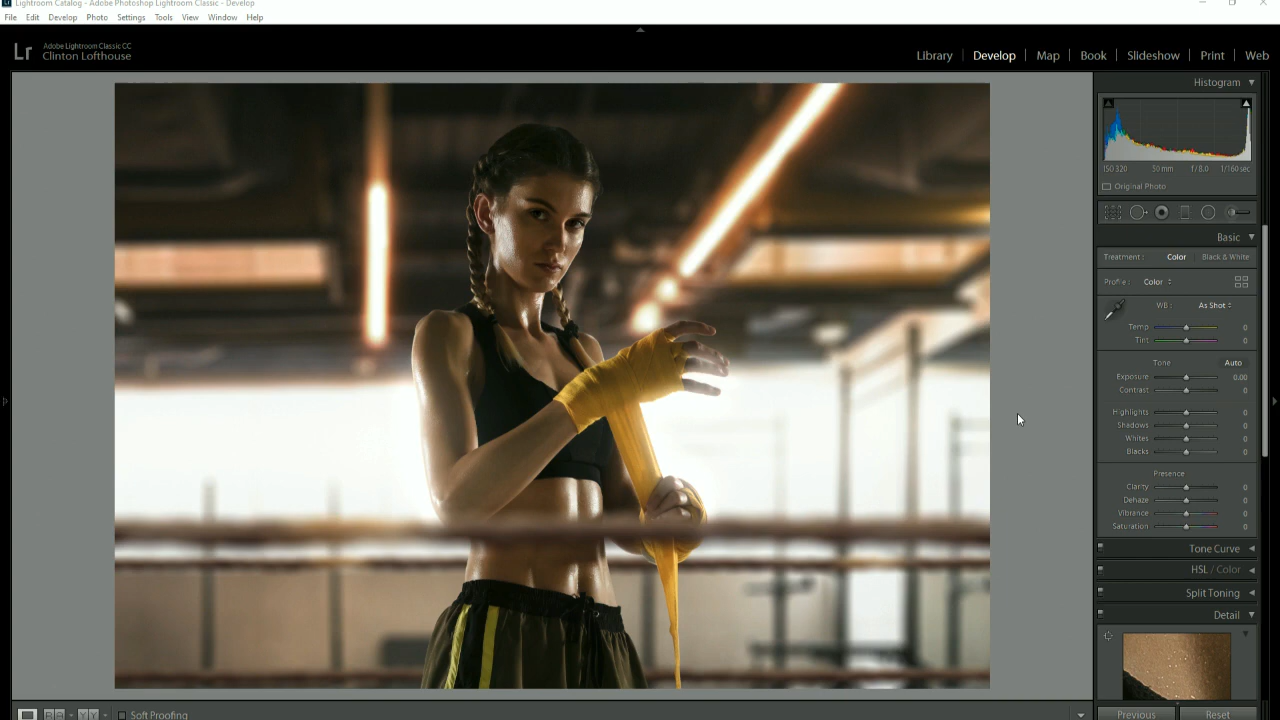 Lightroom Catalog - Adobe Photoshop Lightroom Classic - Develop
File Edit Develop Photo Settings Tools View Window Help
Lr Adobe Lightroom Classic CC
Clinton Lofthouse
Library Develop Map Book Slideshow Print Web
Histogram
ISO 320 50 mm f/8.0 1/160 sec
Original Photo
Basic
Treatment : Color Black & White
Profile : Color
WB : As Shot
Temp 0
Tint 0
Tone Auto
Exposure 0.00
Contrast 0
Highlights 0
Shadows 0
Whites 0
Blacks 0
Presence
Clarity 0
Dehaze 0
Vibrance 0
Saturation 0
Tone Curve
HSL / Color
Split Toning
Detail
Soft Proofing
Previous Reset